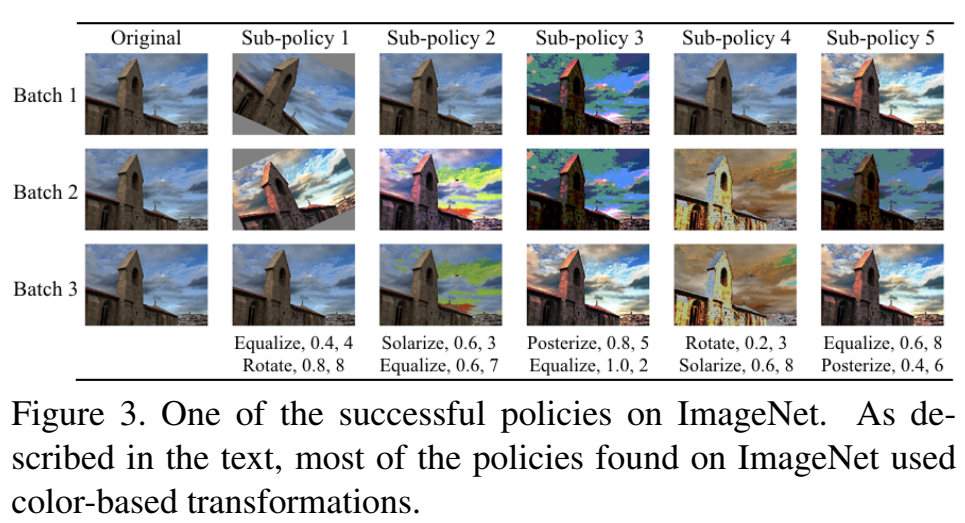 Original Sub-policy 1 Sub-policy 2 Sub-policy 3 Sub-policy 4 Sub-policy 5
Batch 1
Batch 2
Batch 3
Equalize, 0.4, 4 Solarize, 0.6, 3 Posterize, 0.8, 5 Rotate, 0.2, 3 Equalize, 0.6, 8
Rotate, 0.8, 8 Equalize, 0.6, 7 Equalize, 1.0, 2 Solarize, 0.6, 8 Posterize, 0.4, 6
Figure 3. One of the successful policies on ImageNet. As de-
scribed in the text, most of the policies found on ImageNet used
color-based transformations.